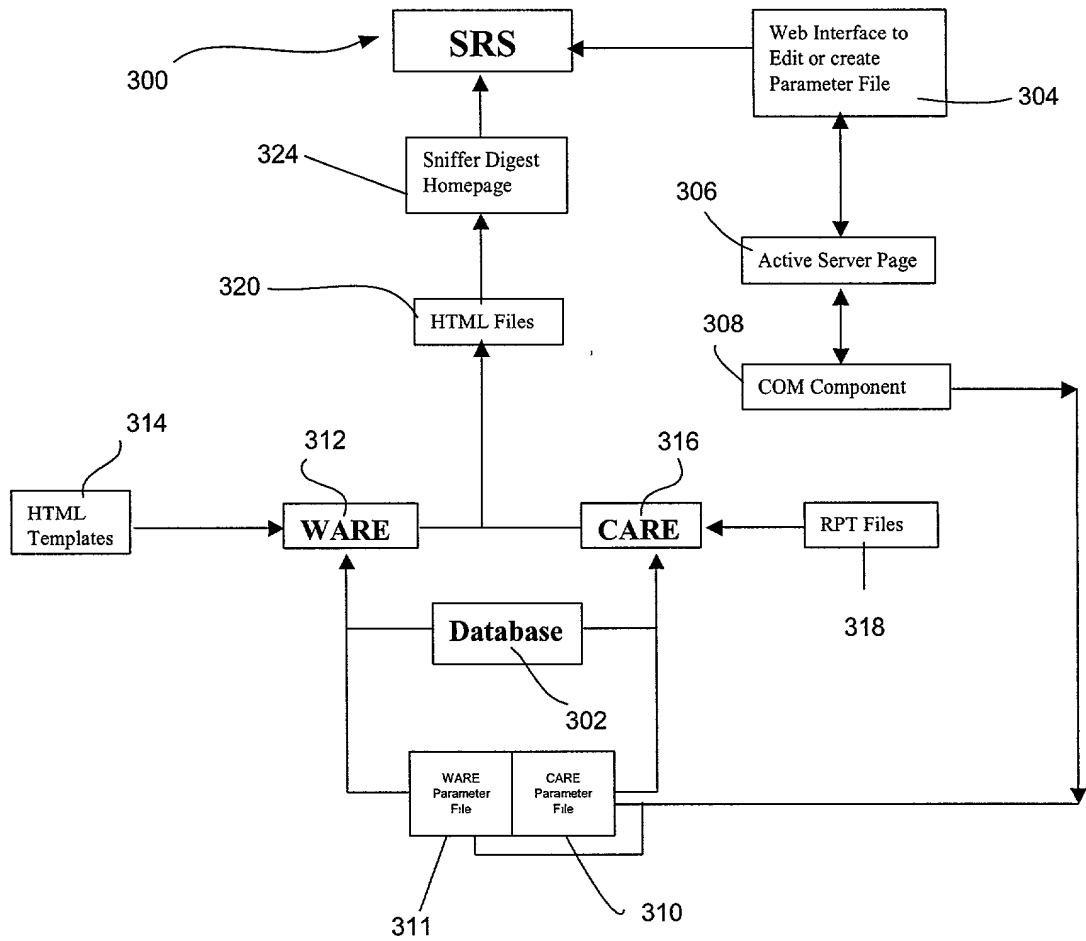 SRS
Web Interface to
Edit or create
Parameter File
300
304
324
Sniffer Digest
Homepage
306
Active Server Page
320
HTML Files
308
COM Component
314
312
316
HTML
Templates
WARE
CARE
RPT Files
318
Database
302
WARE
Parameter
File
CARE
Parameter
File
311
310